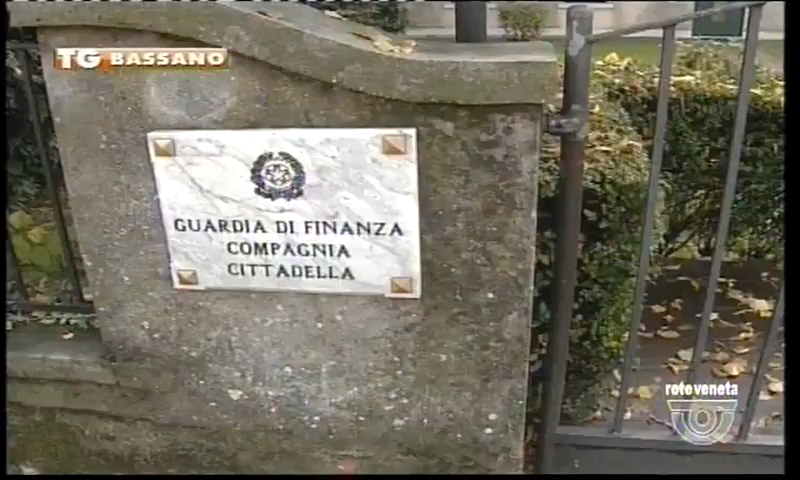 TG BASSANO
GUARDIA DI FINANZA
COMPAGNIA
CITTADELLA
reteveneta